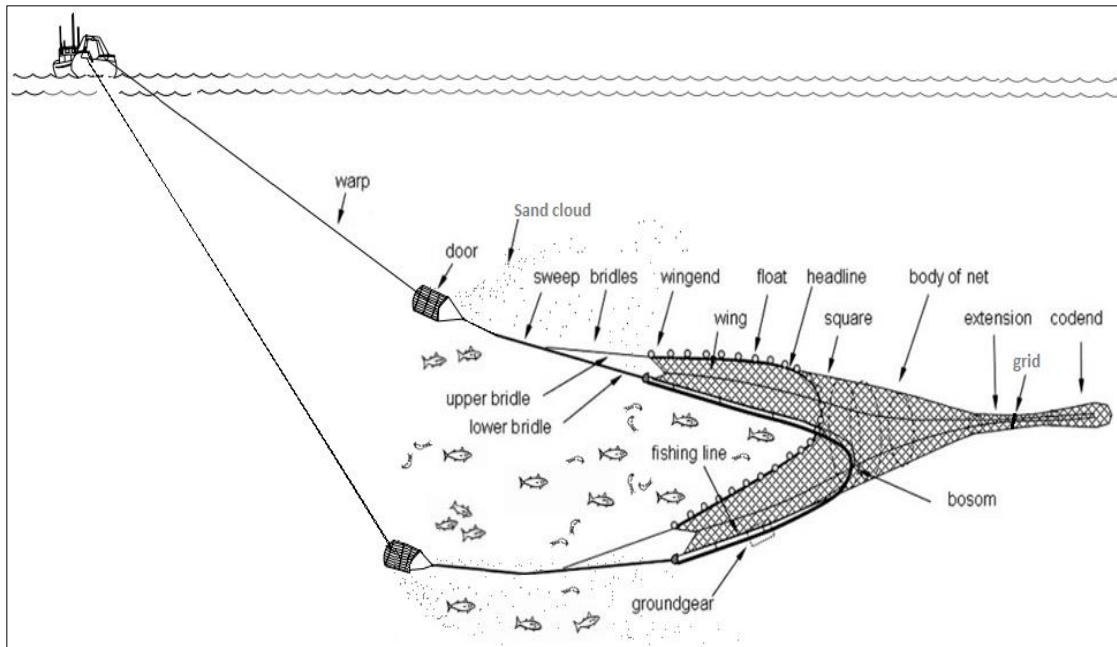 warp
Sand cloud
door
sweep
bridles
wingend
float
headline
body of net
wing
square
extension
codend
grid
upper bridle
lower bridle
fishing line
bosom
groundgear